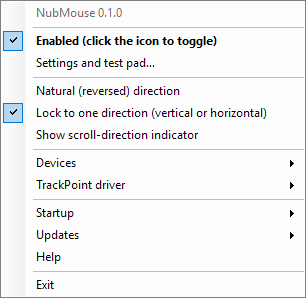 NubMouse 0.1.0
Enabled (click the icon to toggle)
Settings and test pad...
Natural (reversed) direction
Lock to one direction (vertical or horizontal)
Show scroll-direction indicator
Devices
TrackPoint driver
Startup
Updates
Help
Exit